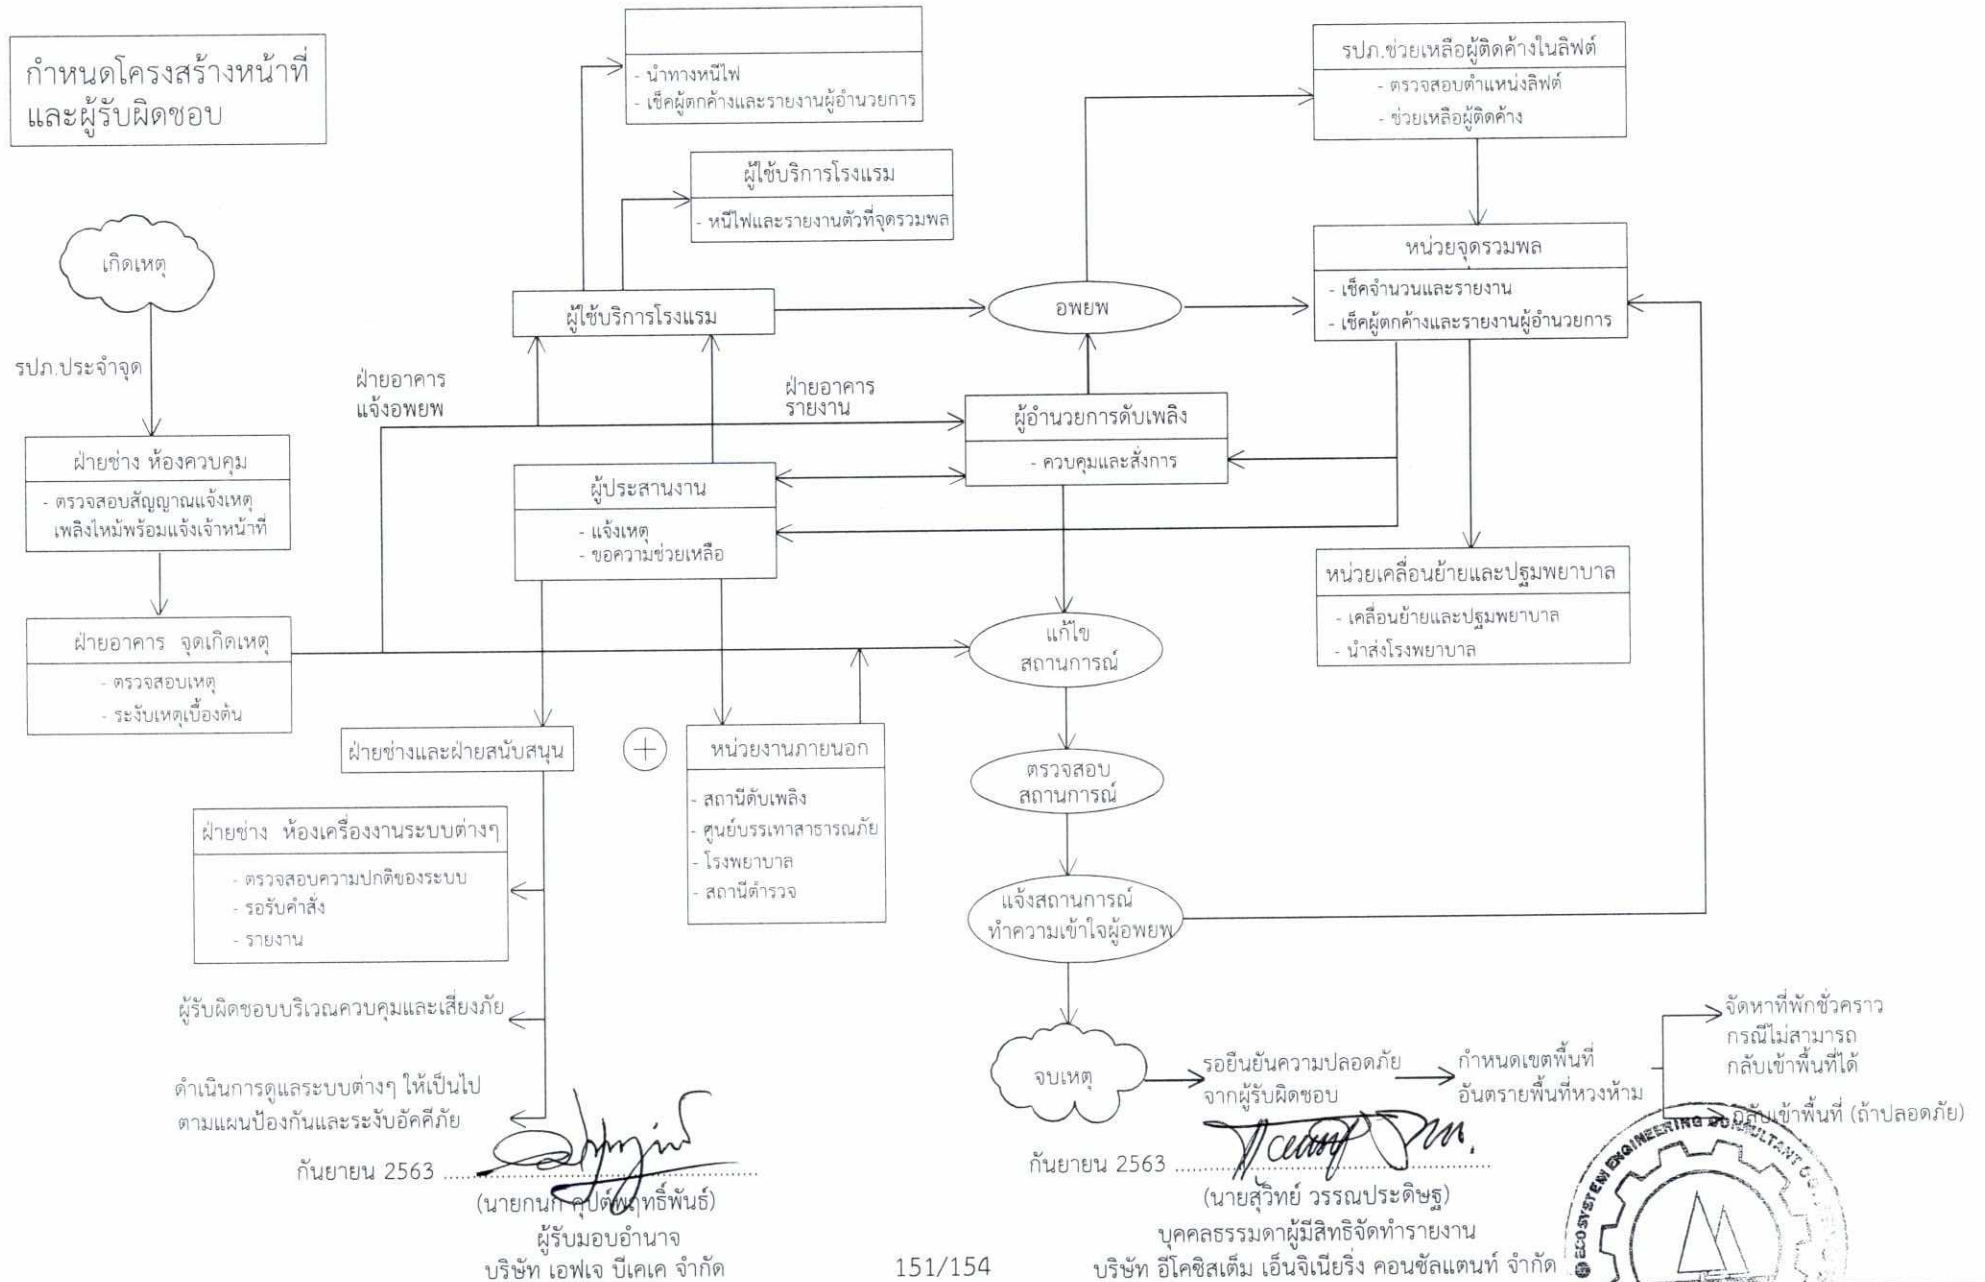 กำหนดโครงสร้างหน้าที่
และผู้รับผิดชอบ
- นำทางหนีไฟ
- เช็คผู้ตกค้างและรายงานผู้อำนวยการ
รปภ.ช่วยเหลือผู้ติดค้างในลิฟต์
- ตรวจสอบตำแหน่งลิฟต์
- ช่วยเหลือผู้ติดค้าง
ผู้ใช้บริการโรงแรม
- หนีไฟและรายงานตัวที่จุดรวมพล
เกิดเหตุ
ผู้ใช้บริการโรงแรม
อพยพ
หน่วยจุดรวมพล
- เช็คจำนวนและรายงาน
- เช็คผู้ตกค้างและรายงานผู้อำนวยการ
รปภ.ประจำจุด
ฝ่ายอาคาร
แจ้งอพยพ
ฝ่ายอาคาร
รายงาน
ผู้อำนวยการดับเพลิง
- ควบคุมและสั่งการ
ฝ่ายช่าง ห้องควบคุม
- ตรวจสอบสัญญาณแจ้งเหตุ
เพลิงไหม้พร้อมแจ้งเจ้าหน้าที่
ผู้ประสานงาน
- แจ้งเหตุ
- ขอความช่วยเหลือ
หน่วยเคลื่อนย้ายและปฐมพยาบาล
- เคลื่อนย้ายและปฐมพยาบาล
- นำส่งโรงพยาบาล
ฝ่ายอาคาร จุดเกิดเหตุ
- ตรวจสอบเหตุ
- ระงับเหตุเบื้องต้น
แก้ไข
สถานการณ์
ฝ่ายช่างและฝ่ายสนับสนุน
หน่วยงานภายนอก
- สถานีดับเพลิง
- ศูนย์บรรเทาสาธารณภัย
- โรงพยาบาล
- สถานีตำรวจ
ตรวจสอบ
สถานการณ์
ฝ่ายช่าง ห้องเครื่องงานระบบต่างๆ
- ตรวจสอบความปกติของระบบ
- รอรับคำสั่ง
- รายงาน
แจ้งสถานการณ์
ทำความเข้าใจผู้อพยพ
ผู้รับผิดชอบบริเวณควบคุมและเสี่ยงภัย
ดำเนินการดูแลระบบต่างๆ ให้เป็นไป
ตามแผนป้องกันและระงับอัคคีภัย
จบเหตุ
รอยืนยันความปลอดภัย
จากผู้รับผิดชอบ
กำหนดเขตพื้นที่
อันตรายพื้นที่หวงห้าม
จัดหาที่พักชั่วคราว
กรณีไม่สามารถ
กลับเข้าพื้นที่ได้
กลับเข้าพื้นที่ (ถ้าปลอดภัย)
กันยายน 2563
(นายกนก คุปต์พฤทธิ์พันธ์)
ผู้รับมอบอำนาจ
บริษัท เอฟเจ บีเคเค จำกัด
151/154
กันยายน 2563
(นายสุวิทย์ วรรณประดิษฐ)
บุคคลธรรมดาผู้มีสิทธิจัดทำรายงาน
บริษัท อีโคซิสเต็ม เอ็นจิเนียริ่ง คอนซัลแตนท์ จำกัด
ECOSYSTEM ENGINEERING CONSULTANT